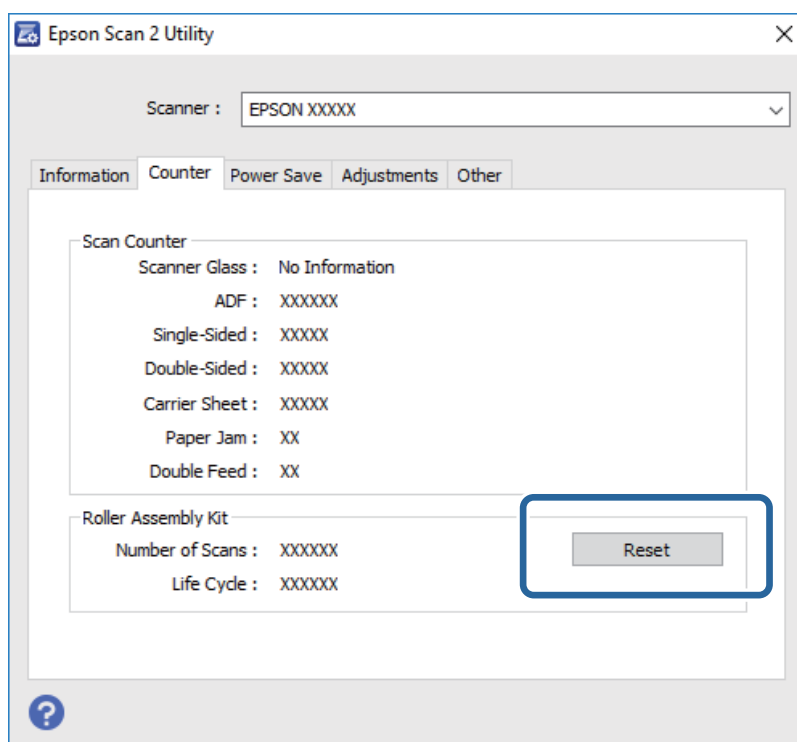 Epson Scan 2 Utility
Scanner : EPSON XXXXX
Information Counter Power Save Adjustments Other
Scan Counter
Scanner Glass : No Information
ADF : XXXXXX
Single-Sided : XXXXX
Double-Sided : XXXXX
Carrier Sheet : XXXXX
Paper Jam : XX
Double Feed : XX
Roller Assembly Kit
Number of Scans : XXXXXX Reset
Life Cycle : XXXXXX
?